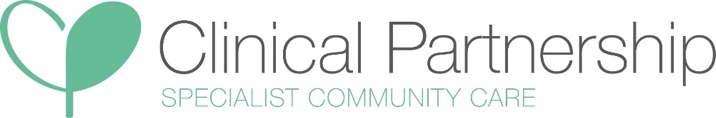 Clinical Partnership
SPECIALIST COMMUNITY CARE